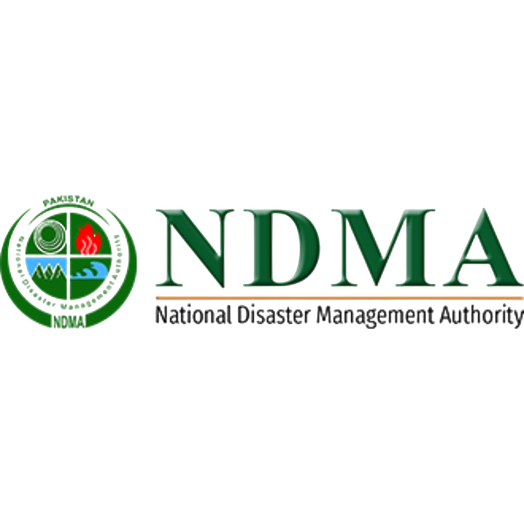 PAKISTAN
National Disaster Management Authority
NDMA
NDMA
National Disaster Management Authority